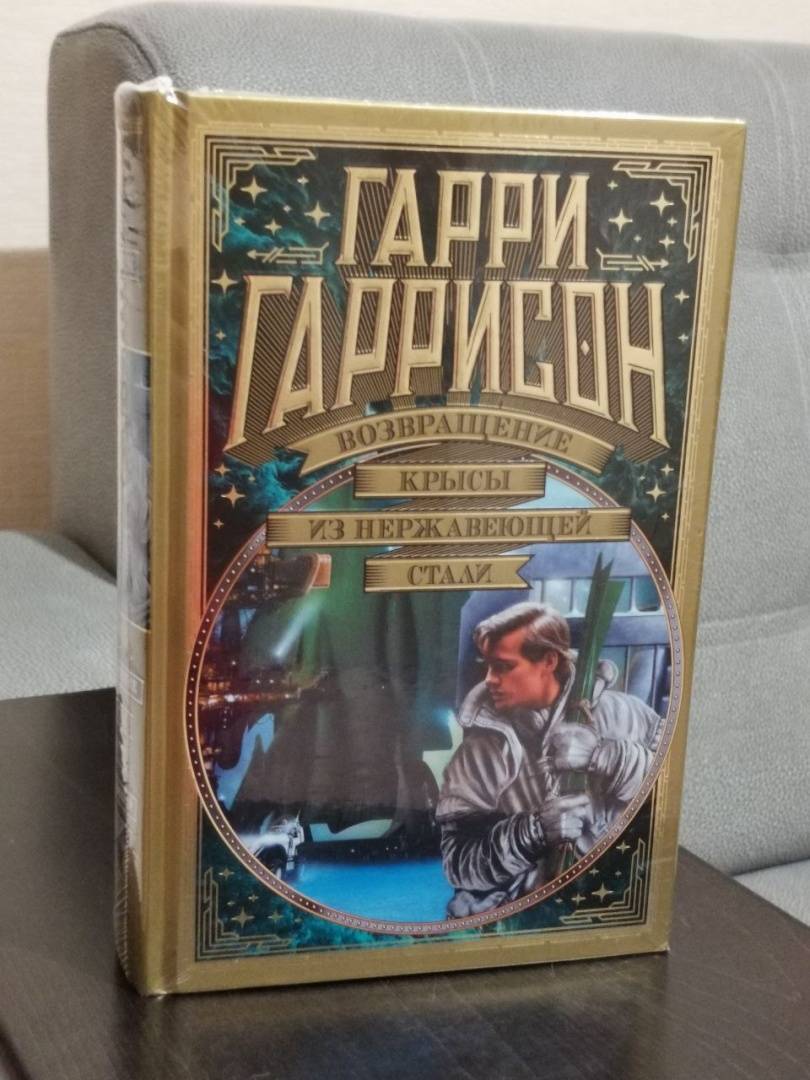 ГАРРИ
ГАРРИСОН
ВОЗВРАЩЕНИЕ
КРЫСЫ
ИЗ НЕРЖАВЕЮЩЕЙ
СТАЛИ